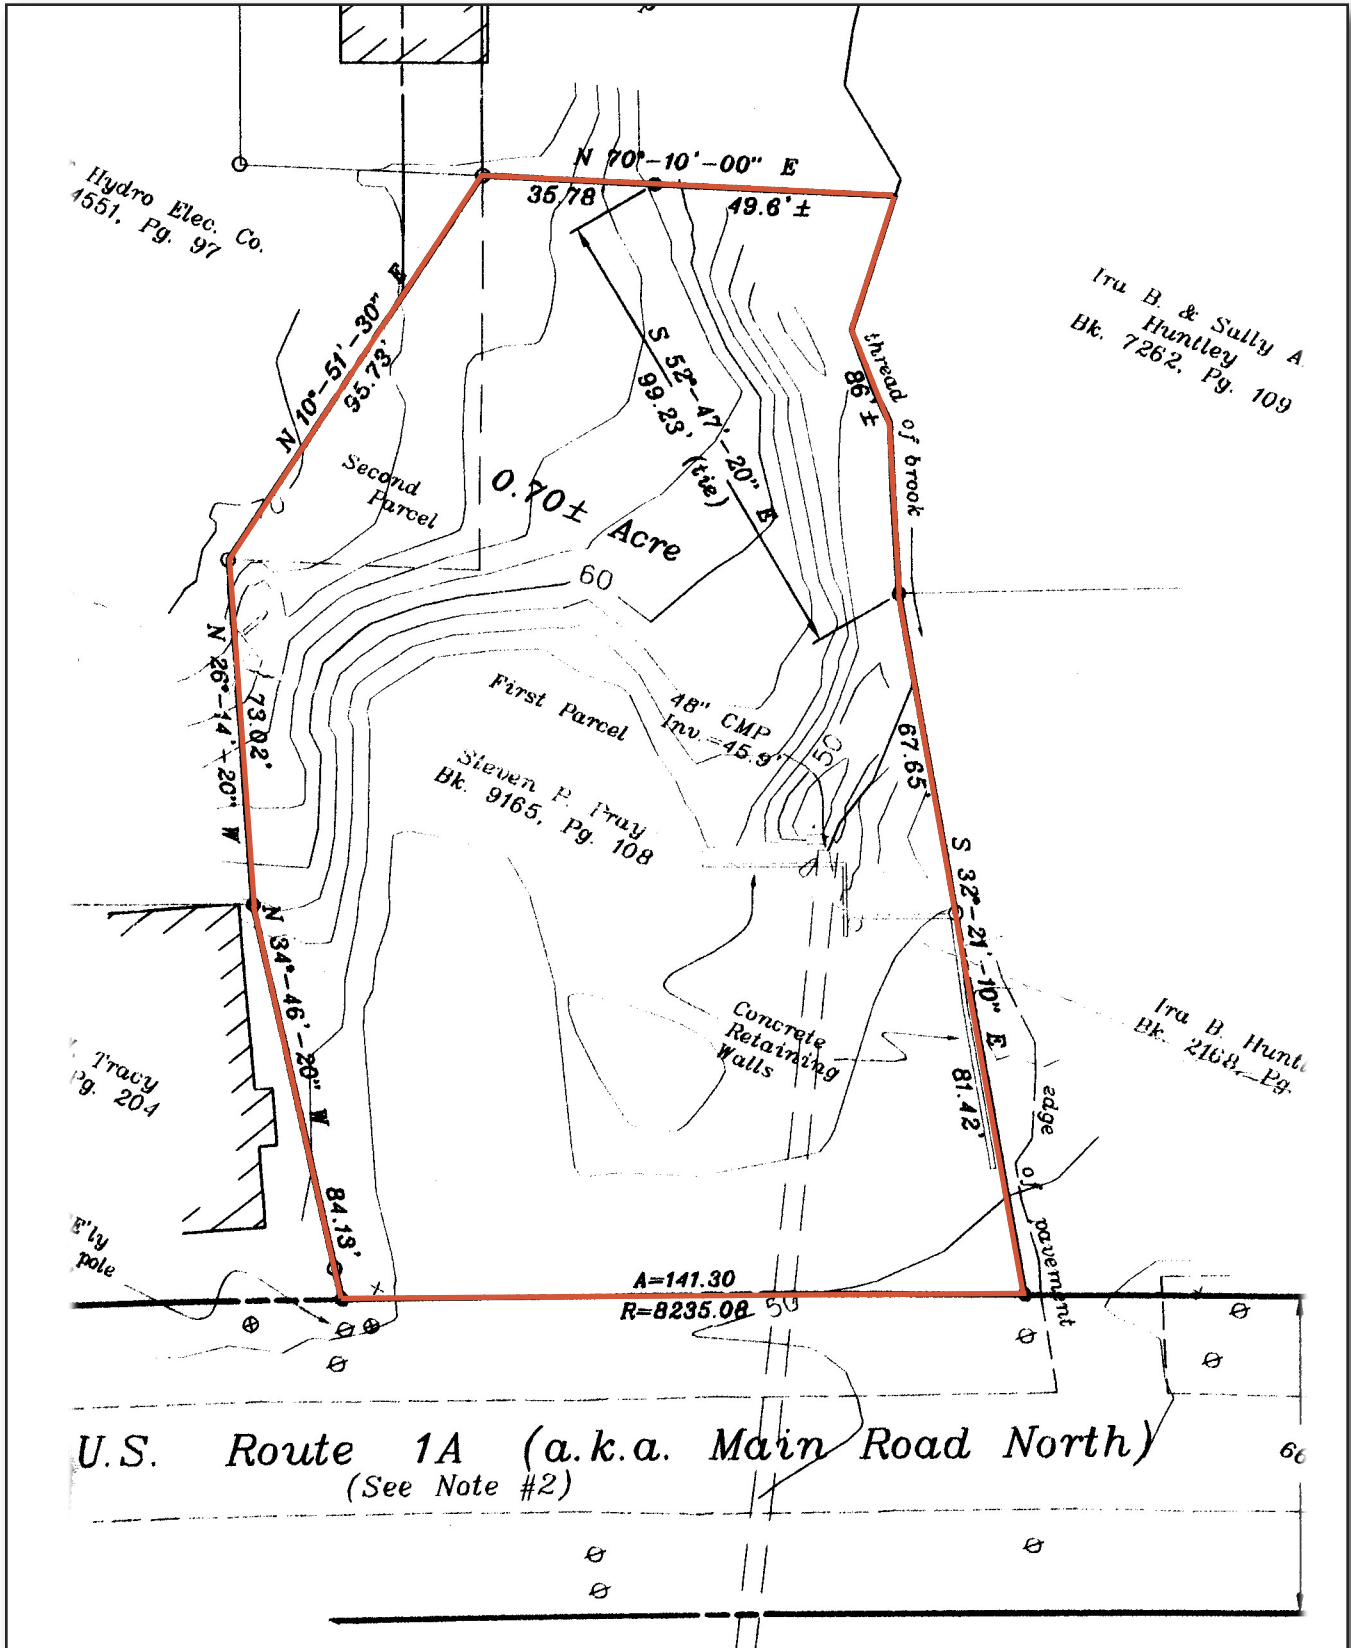 N 70°-10'-00" E
35.78
49.6'±
Hydro Elec. Co.
4551, Pg. 97
N 10°-51'-30" E
95.73'
S 52°-47'-20" E
99.23' (tie)
thread of brook
86'±
Ira B. & Sally A.
Huntley
Bk. 7262, Pg. 109
Second
Parcel
0.70± Acre
60
N 26°-44'-20" W
73.02'
First Parcel
48" CMP
Inv.=45.9'
50
67.65'
Steven P. Pray
Bk. 9165, Pg. 108
S 32°-21'-10" E
81.42'
N 34°-46'-20" W
84.13'
Concrete
Retaining
Walls
Ira B. Huntl
Bk. 2168, Pg.
Tracy
Pg. 204
edge of pavement
E'ly
pole
A=141.30
R=8235.08
50
U.S. Route 1A (a.k.a. Main Road North)
(See Note #2)
66